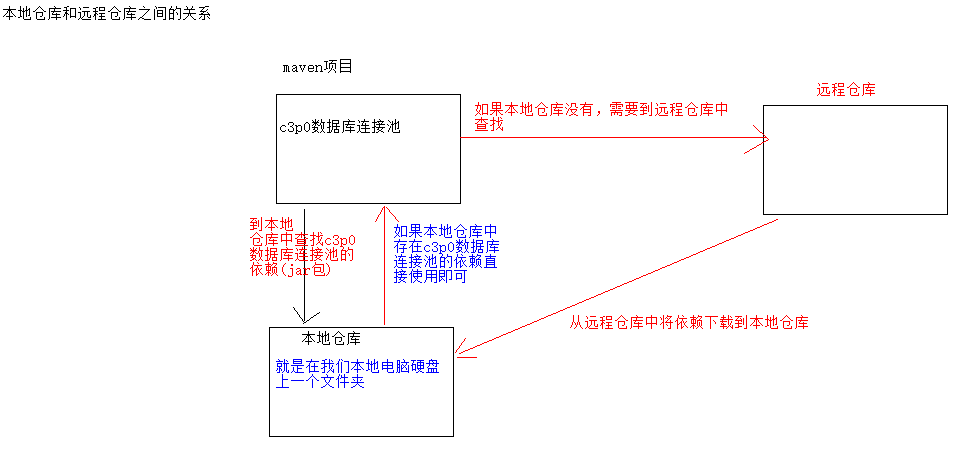 本地仓库和远程仓库之间的关系
maven项目
远程仓库
如果本地仓库没有，需要到远程仓库中
查找
c3p0数据库连接池
到本地
仓库中查找c3p0
数据库连接池的
依赖(jar包)
如果本地仓库中
存在c3p0数据库
连接池的依赖直
接使用即可
从远程仓库中将依赖下载到本地仓库
本地仓库
就是在我们本地电脑硬盘
上一个文件夹